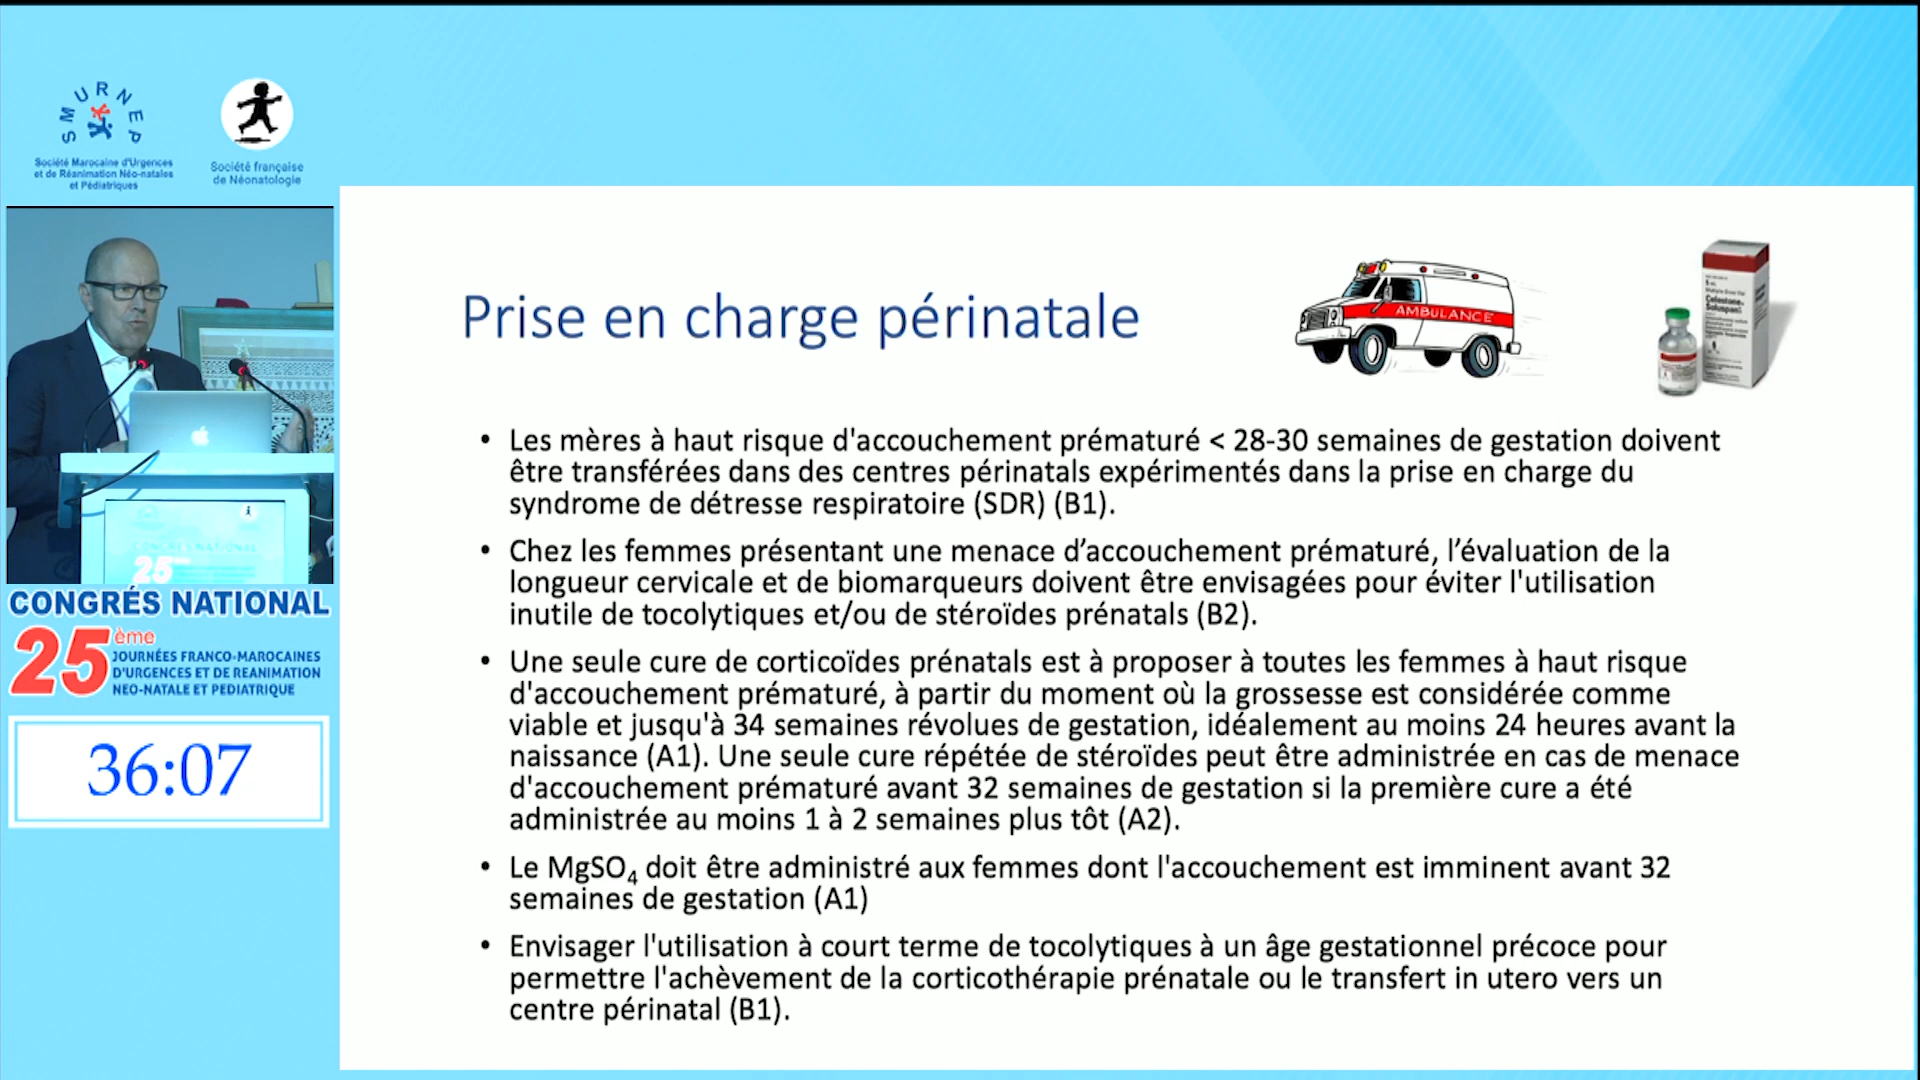 SMURNEP
Société Marocaine d'Urgences
et de Réanimation Néo-natales
et Pédiatriques
Société française
de Néonatologie
Prise en charge périnatale
AMBULANCE
Celestone
Soluspan
• Les mères à haut risque d'accouchement prématuré < 28-30 semaines de gestation doivent
être transférées dans des centres périnatals expérimentés dans la prise en charge du
syndrome de détresse respiratoire (SDR) (B1).
• Chez les femmes présentant une menace d’accouchement prématuré, l’évaluation de la
longueur cervicale et de biomarqueurs doivent être envisagées pour éviter l'utilisation
inutile de tocolytiques et/ou de stéroïdes prénatals (B2).
• Une seule cure de corticoïdes prénatals est à proposer à toutes les femmes à haut risque
d'accouchement prématuré, à partir du moment où la grossesse est considérée comme
viable et jusqu'à 34 semaines révolues de gestation, idéalement au moins 24 heures avant la
naissance (A1). Une seule cure répétée de stéroïdes peut être administrée en cas de menace
d'accouchement prématuré avant 32 semaines de gestation si la première cure a été
administrée au moins 1 à 2 semaines plus tôt (A2).
• Le MgSO₄ doit être administré aux femmes dont l'accouchement est imminent avant 32
semaines de gestation (A1)
• Envisager l'utilisation à court terme de tocolytiques à un âge gestationnel précoce pour
permettre l'achèvement de la corticothérapie prénatale ou le transfert in utero vers un
centre périnatal (B1).
CONGRÈS NATIONAL
25
CONGRÉS NATIONAL
25ème
JOURNÉES FRANCO-MAROCAINES
D'URGENCES ET DE REANIMATION
NEO-NATALE ET PEDIATRIQUE
36:07